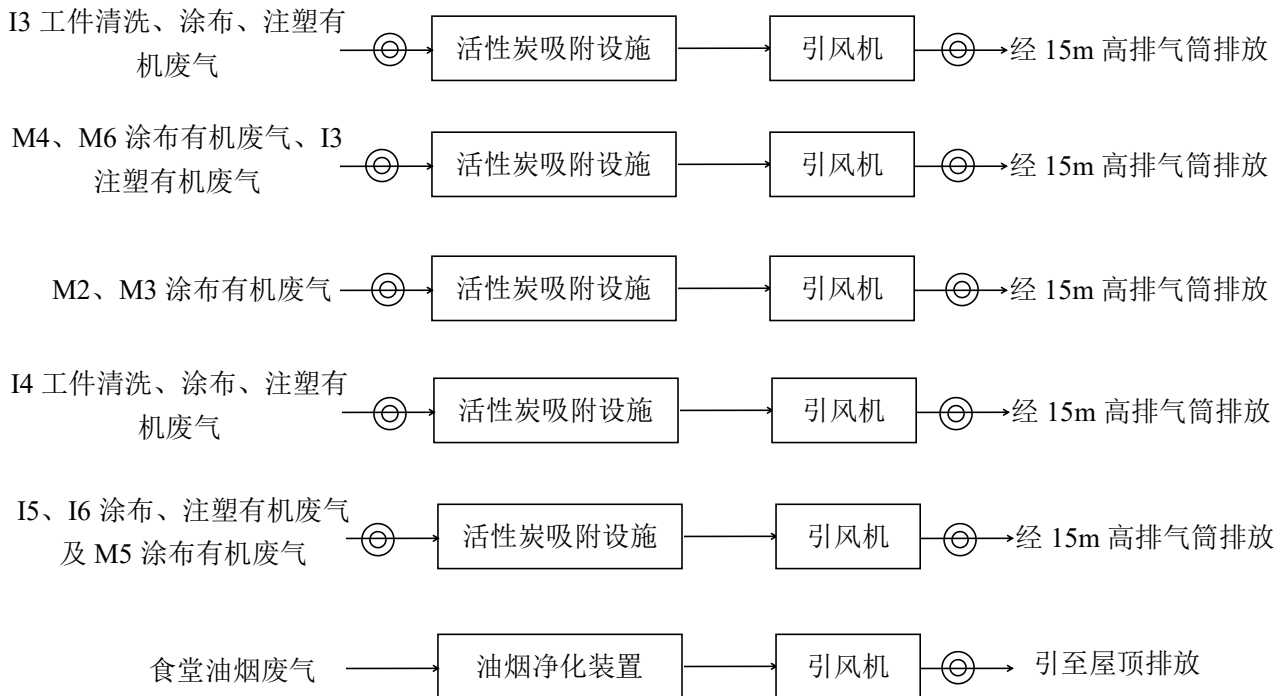 I3 工件清洗、涂布、注塑有
机废气
活性炭吸附设施
引风机
经 15m 高排气筒排放
M4、M6 涂布有机废气、I3
注塑有机废气
活性炭吸附设施
引风机
经 15m 高排气筒排放
M2、M3 涂布有机废气
活性炭吸附设施
引风机
经 15m 高排气筒排放
I4 工件清洗、涂布、注塑有
机废气
活性炭吸附设施
引风机
经 15m 高排气筒排放
I5、I6 涂布、注塑有机废气
及 M5 涂布有机废气
活性炭吸附设施
引风机
经 15m 高排气筒排放
食堂油烟废气
油烟净化装置
引风机
引至屋顶排放